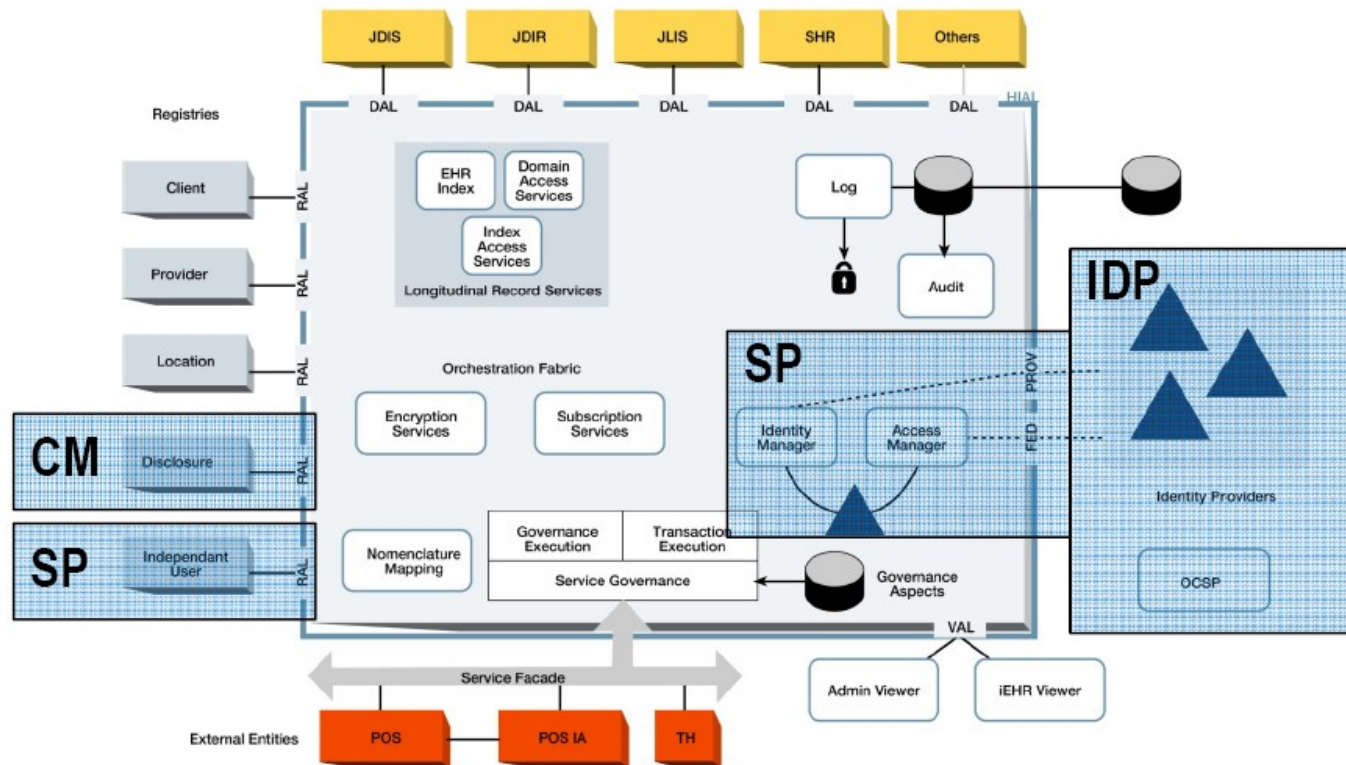 JDIS
JDIR
JLIS
SHR
Others
DAL
DAL
DAL
DAL
DAL
HIAL
Registries
Client
RAL
Provider
RAL
Location
RAL
CM
Disclosure
RAL
SP
Independant
User
RAL
EHR
Index
Domain
Access
Services
Index
Access
Services
Longitudinal Record Services
Log
Audit
Orchestration Fabric
Encryption
Services
Subscription
Services
SP
Identity
Manager
Access
Manager
PROV
FED
IDP
Identity Providers
OCSP
Nomenclature
Mapping
Governance
Execution
Transaction
Execution
Service Governance
Governance
Aspects
VAL
Admin Viewer
iEHR Viewer
Service Facade
External Entities
POS
POS IA
TH